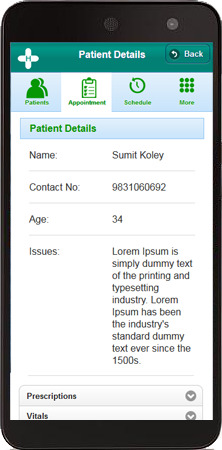 Patient Details
Back
Patients
Appointment
Schedule
More
Patient Details
Name: Sumit Koley
Contact No: 9831060692
Age: 34
Issues: Lorem Ipsum is
simply dummy text
of the printing and
typesetting
industry. Lorem
Ipsum has been
the industry's
standard dummy
text ever since the
1500s.
Prescriptions
Vitals